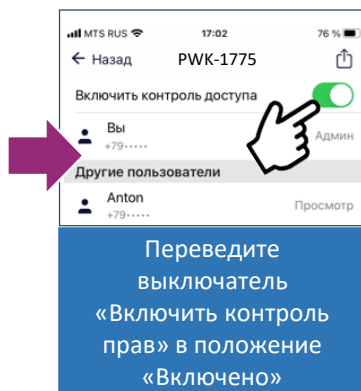 MTS RUS 17:02 76 %
← Назад PWK-1775
Включить контроль доступа
Вы Админ
+79·····
Другие пользователи
Anton Просмотр
+79·····
Переведите
выключатель
«Включить контроль
прав» в положение
«Включено»